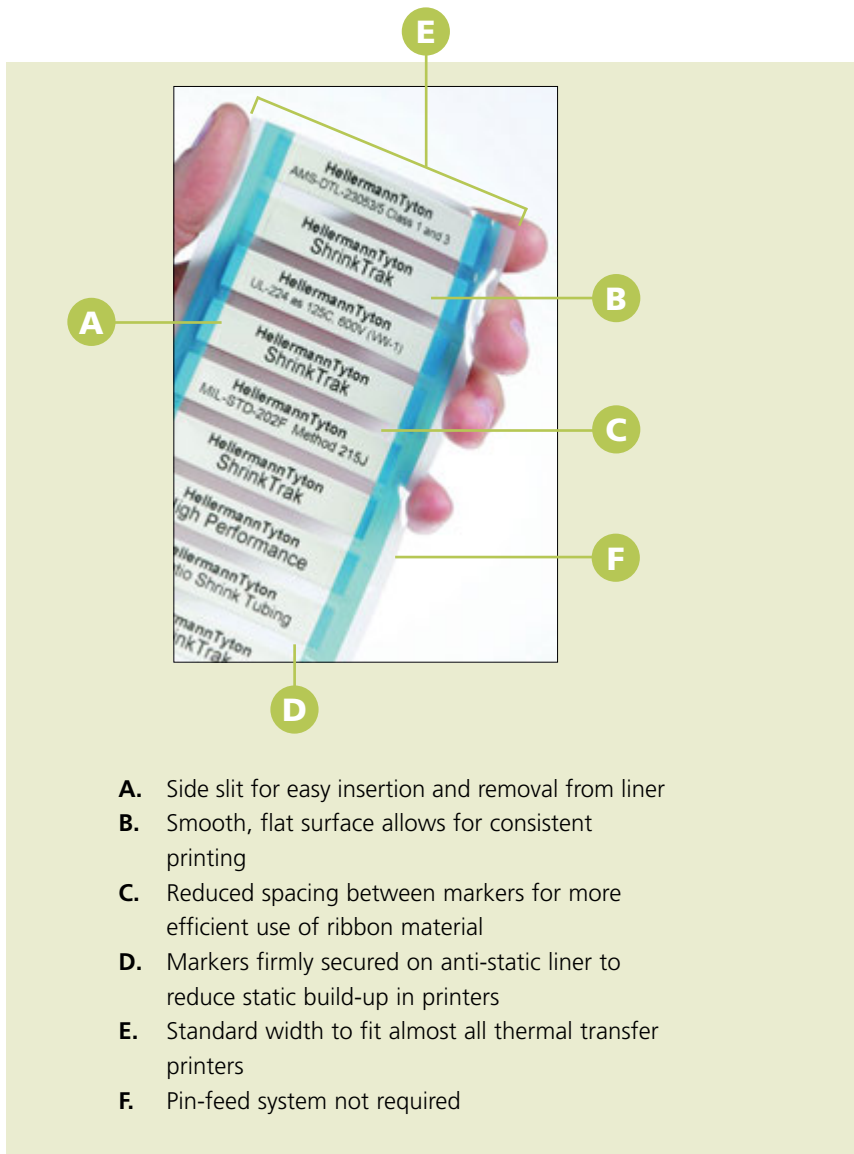 E
HellermannTyton
AMS-DTL-23053/5 Class 1 and 3
HellermannTyton
ShrinkTrak
B
HellermannTyton
UL-224 as 125C, 600V (VW-1)
A
HellermannTyton
ShrinkTrak
HellermannTyton
MIL-STD-202F Method 215J
C
HellermannTyton
ShrinkTrak
HellermannTyton
igh Performance
F
ellermannTyton
tio Shrink Tubing
mannTyton
inkTrak
D
A. Side slit for easy insertion and removal from liner
B. Smooth, flat surface allows for consistent
printing
C. Reduced spacing between markers for more
efficient use of ribbon material
D. Markers firmly secured on anti-static liner to
reduce static build-up in printers
E. Standard width to fit almost all thermal transfer
printers
F. Pin-feed system not required